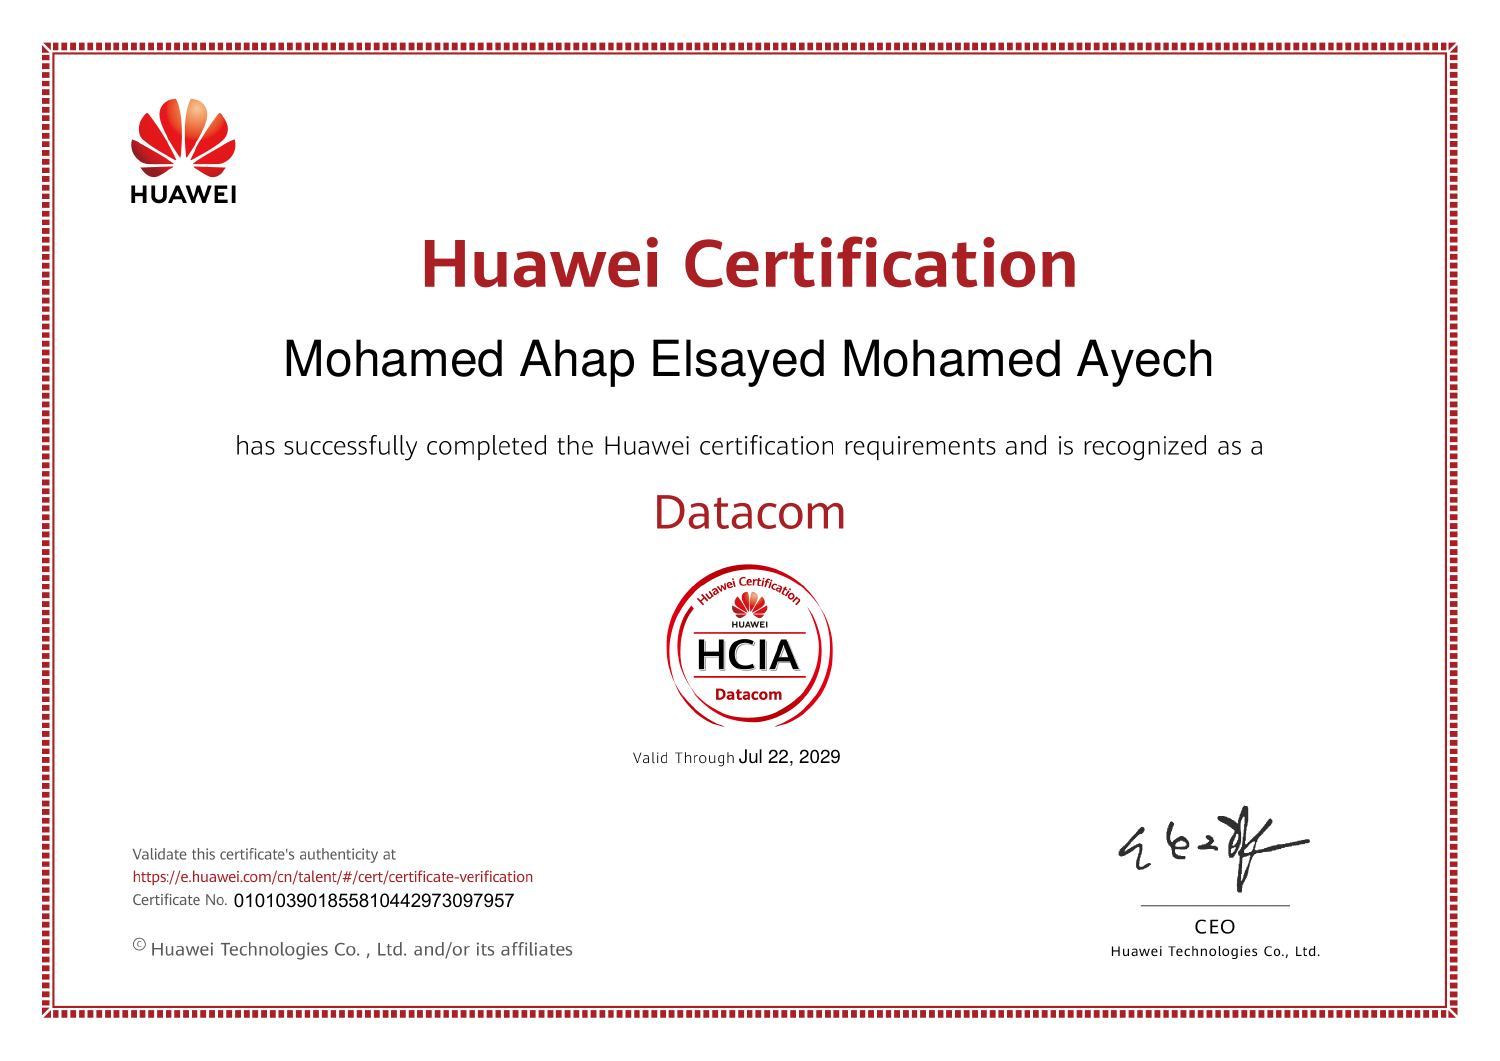 HUAWEI
Huawei Certification
Mohamed Ahap Elsayed Mohamed Ayech
has successfully completed the Huawei certification requirements and is recognized as a
Datacom
Huawei Certification
HUAWEI
HCIA
Datacom
Valid Through Jul 22, 2029
Validate this certificate's authenticity at
https://e.huawei.com/cn/talent/#/cert/certificate-verification
Certificate No. 010103901855810442973097957
© Huawei Technologies Co. , Ltd. and/or its affiliates
CEO
Huawei Technologies Co., Ltd.